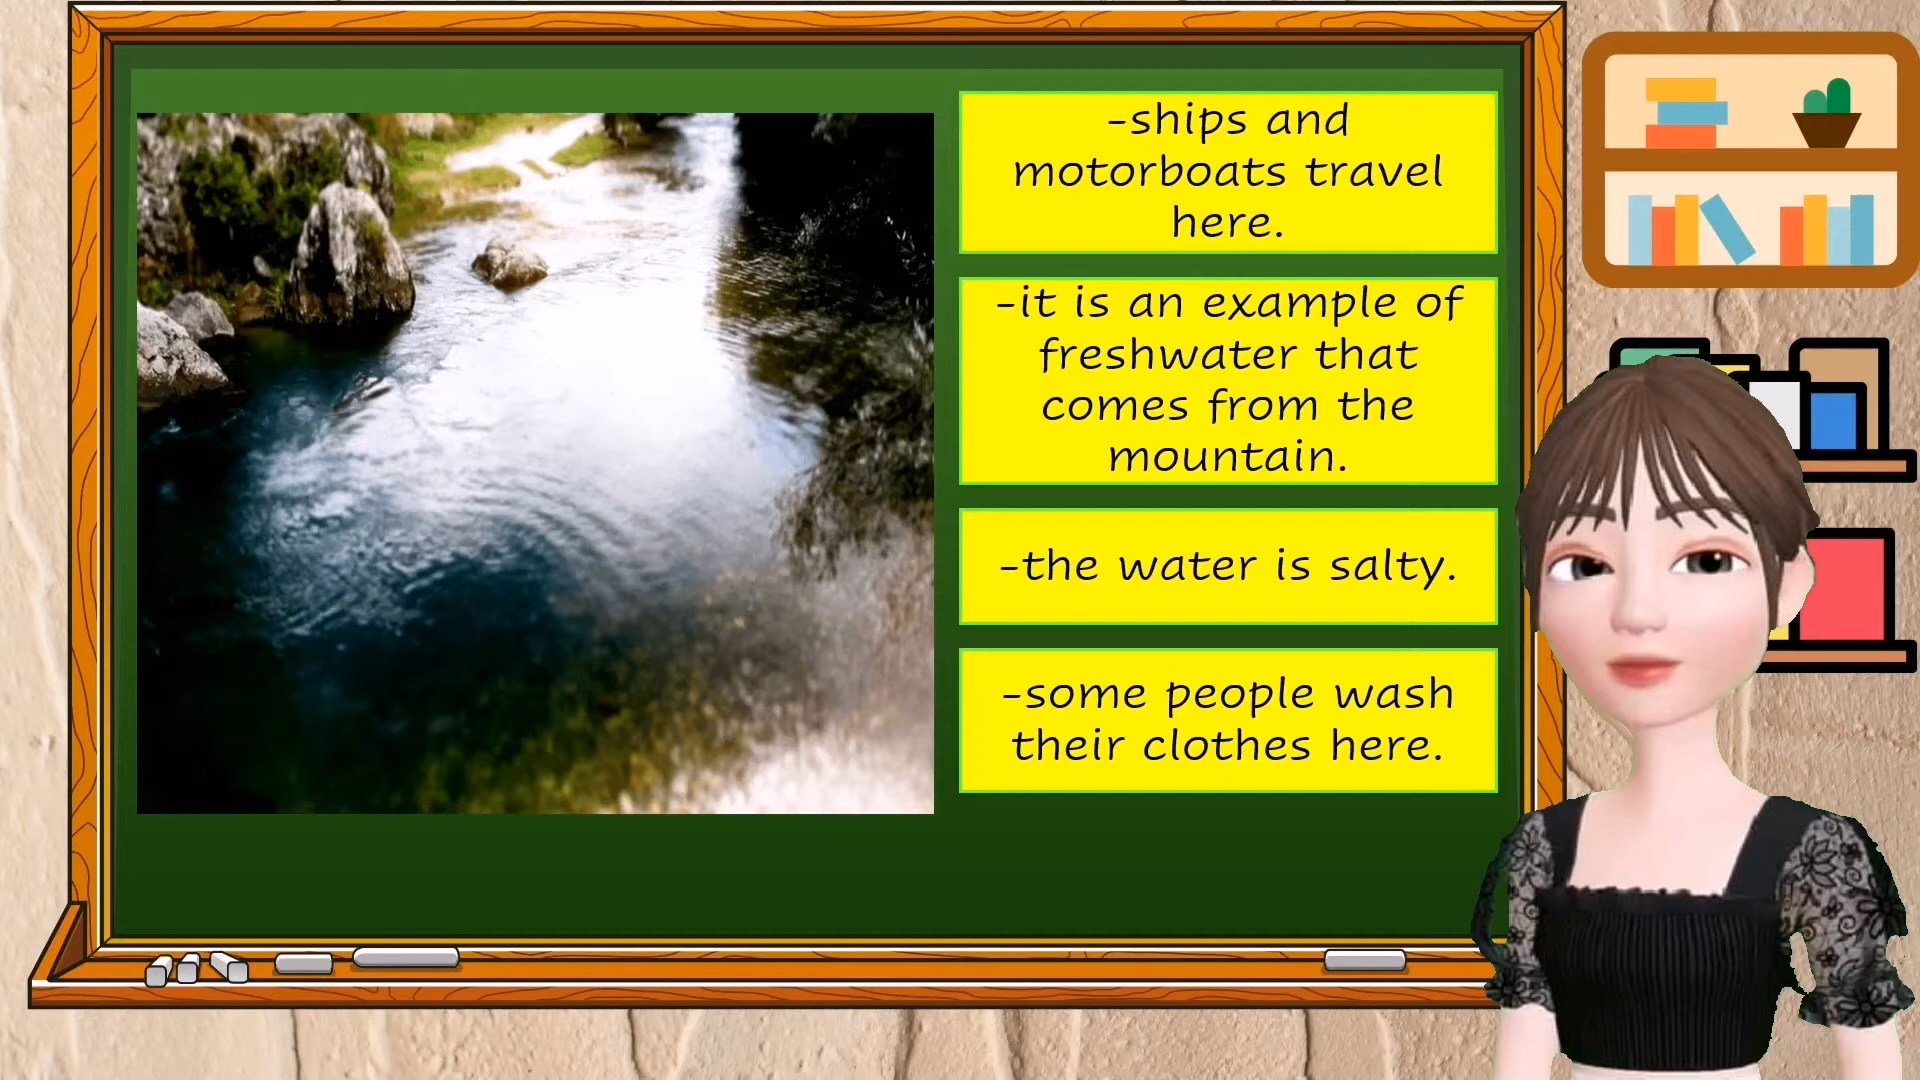 -ships and
motorboats travel
here.
-it is an example of
freshwater that
comes from the
mountain.
-the water is salty.
-some people wash
their clothes here.